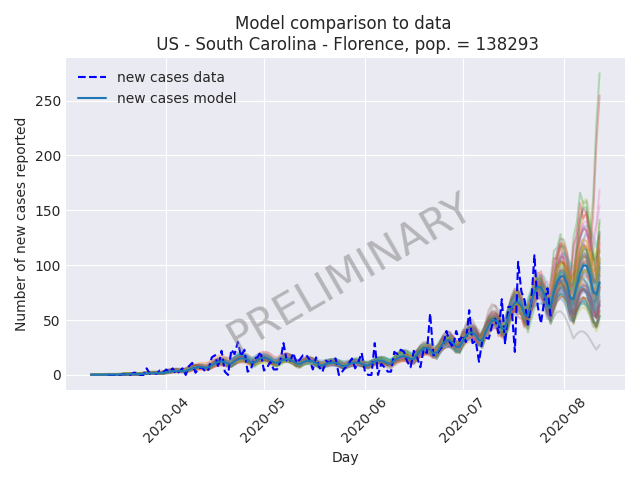 Model comparison to data
US - South Carolina - Florence, pop. = 138293
new cases data
new cases model
Number of new cases reported
250
200
150
100
50
0
PRELIMINARY
2020-04
2020-05
2020-06
2020-07
2020-08
Day